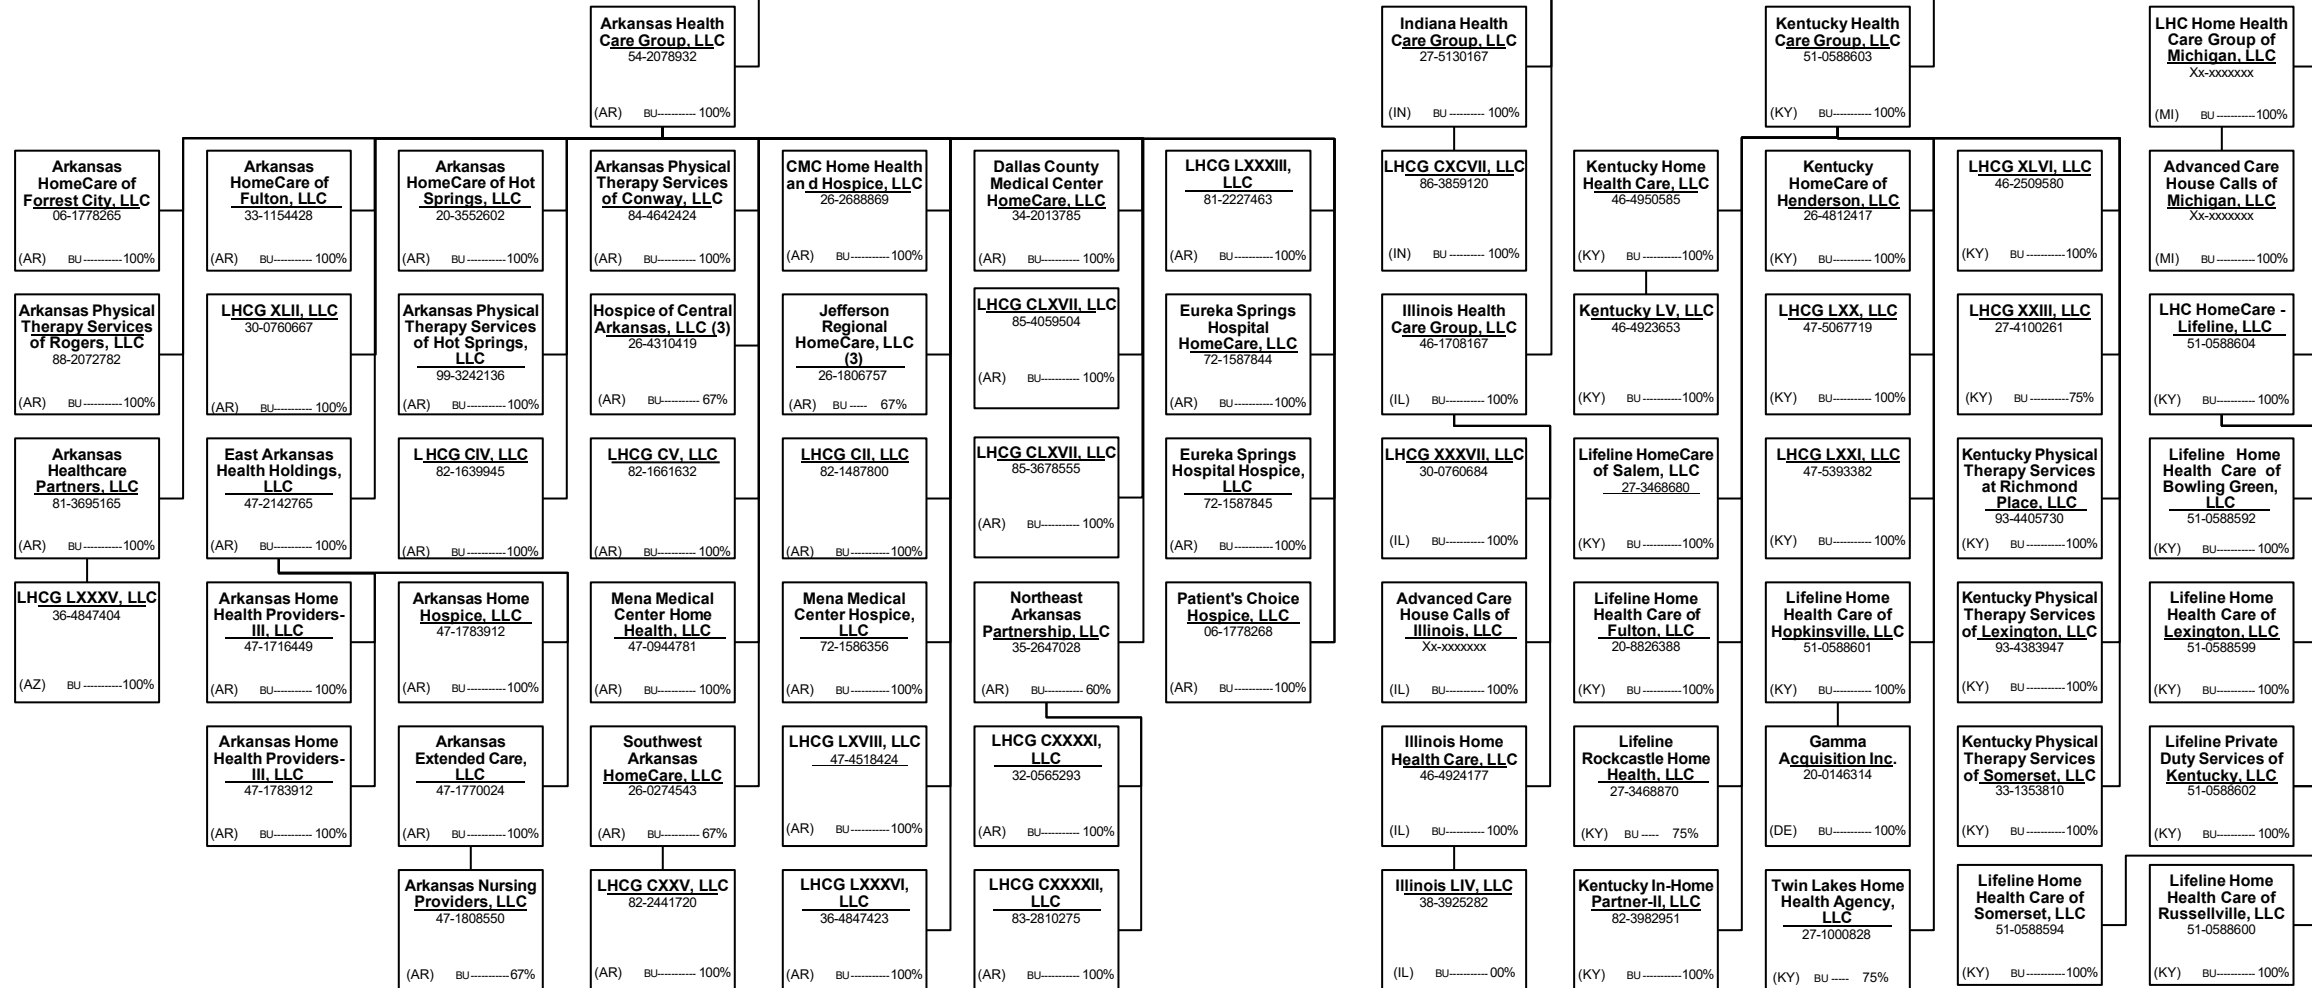 Arkansas Health
Care Group, LLC
54-2078932
(AR) BU----------- 100%
Indiana Health
Care Group, LLC
27-5130167
(IN) BU ----------- 100%
Kentucky Health
Care Group, LLC
51-0588603
(KY) BU----------- 100%
LHC Home Health
Care Group of
Michigan, LLC
Xx-xxxxxxx
(MI) BU -----------100%
Arkansas
HomeCare of
Forrest City, LLC
06-1778265
(AR) BU -----------100%
Arkansas
HomeCare of
Fulton, LLC
33-1154428
(AR) BU----------- 100%
Arkansas
HomeCare of Hot
Springs, LLC
20-3552602
(AR) BU-----------100%
Arkansas Physical
Therapy Services
of Conway, LLC
84-4642424
(AR) BU----------- 100%
CMC Home Health
an d Hospice, LLC
26-2688869
(AR) BU-----------100%
Dallas County
Medical Center
HomeCare, LLC
34-2013785
(AR) BU----------- 100%
LHCG LXXXIII,
LLC
81-2227463
(AR) BU-----------100%
LHCG CXCVII, LLC
86-3859120
(IN) BU ----------- 100%
Kentucky Home
Health Care, LLC
46-4950585
(KY) BU -----------100%
Kentucky
HomeCare of
Henderson, LLC
26-4812417
(KY) BU----------- 100%
LHCG XLVI, LLC
46-2509580
(KY) BU -----------100%
Advanced Care
House Calls of
Michigan, LLC
Xx-xxxxxxx
(MI) BU -----------100%
Arkansas Physical
Therapy Services
of Rogers, LLC
88-2072782
(AR) BU -----------100%
LHCG XLII, LLC
30-0760667
(AR) BU----------- 100%
Arkansas Physical
Therapy Services
of Hot Springs,
LLC
99-3242136
(AR) BU-----------100%
Hospice of Central
Arkansas, LLC (3)
26-4310419
(AR) BU----------- 67%
Jefferson
Regional
HomeCare, LLC
(3)
26-1806757
(AR) BU ----- 67%
LHCG CLXVII, LLC
85-4059504
(AR) BU----------- 100%
Eureka Springs
Hospital
HomeCare, LLC
72-1587844
(AR) BU-----------100%
Illinois Health
Care Group, LLC
46-1708167
(IL) BU----------- 100%
Kentucky LV, LLC
46-4923653
(KY) BU -----------100%
LHCG LXX, LLC
47-5067719
(KY) BU----------- 100%
LHCG XXIII, LLC
27-4100261
(KY) BU -----------75%
LHC HomeCare -
Lifeline, LLC
51-0588604
(KY) BU----------- 100%
Arkansas
Healthcare
Partners, LLC
81-3695165
(AR) BU -----------100%
East Arkansas
Health Holdings,
LLC
47-2142765
(AR) BU----------- 100%
LHCG CIV, LLC
82-1639945
(AR) BU-----------100%
LHCG CV, LLC
82-1661632
(AR) BU----------- 100%
LHCG CII, LLC
82-1487800
(AR) BU-----------100%
LHCG CLXVII, LLC
85-3678555
(AR) BU----------- 100%
Eureka Springs
Hospital Hospice,
LLC
72-1587845
(AR) BU-----------100%
LHCG XXXVII, LLC
30-0760684
(IL) BU----------- 100%
Lifeline HomeCare
of Salem, LLC
27-3468680
(KY) BU -----------100%
LHCG LXXI, LLC
47-5393382
(KY) BU----------- 100%
Kentucky Physical
Therapy Services
at Richmond
Place, LLC
93-4405730
(KY) BU -----------100%
Lifeline Home
Health Care of
Bowling Green,
LLC
51-0588592
(KY) BU----------- 100%
LHCG LXXXV, LLC
36-4847404
(AZ) BU -----------100%
Arkansas Home
Health Providers-
III, LLC
47-1716449
(AR) BU----------- 100%
Arkansas Home
Hospice, LLC
47-1783912
(AR) BU-----------100%
Mena Medical
Center Home
Health, LLC
47-0944781
(AR) BU----------- 100%
Mena Medical
Center Hospice,
LLC
72-1586356
(AR) BU-----------100%
Northeast
Arkansas
Partnership, LLC
35-2647028
(AR) BU----------- 60%
Patient's Choice
Hospice, LLC
06-1778268
(AR) BU-----------100%
Advanced Care
House Calls of
Illinois, LLC
Xx-xxxxxxx
(IL) BU----------- 100%
Lifeline Home
Health Care of
Fulton, LLC
20-8826388
(KY) BU -----------100%
Lifeline Home
Health Care of
Hopkinsville, LLC
51-0588601
(KY) BU----------- 100%
Kentucky Physical
Therapy Services
of Lexington, LLC
93-4383947
(KY) BU -----------100%
Lifeline Home
Health Care of
Lexington, LLC
51-0588599
(KY) BU----------- 100%
Arkansas Home
Health Providers-
III, LLC
47-1783912
(AR) BU----------- 100%
Arkansas
Extended Care,
LLC
47-1770024
(AR) BU-----------100%
Southwest
Arkansas
HomeCare, LLC
26-0274543
(AR) BU----------- 67%
LHCG LXVIII, LLC
47-4518424
(AR) BU-----------100%
LHCG CXXXXI,
LLC
32-0565293
(AR) BU----------- 100%
Illinois Home
Health Care, LLC
46-4924177
(IL) BU----------- 100%
Lifeline
Rockcastle Home
Health, LLC
27-3468870
(KY) BU ----- 75%
Gamma
Acquisition Inc.
20-0146314
(DE) BU----------- 100%
Kentucky Physical
Therapy Services
of Somerset, LLC
33-1353810
(KY) BU -----------100%
Lifeline Private
Duty Services of
Kentucky, LLC
51-0588602
(KY) BU----------- 100%
Arkansas Nursing
Providers, LLC
47-1808550
(AR) BU-----------67%
LHCG CXXV, LLC
82-2441720
(AR) BU----------- 100%
LHCG LXXXVI,
LLC
36-4847423
(AR) BU-----------100%
LHCG CXXXXII,
LLC
83-2810275
(AR) BU----------- 100%
Illinois LIV, LLC
38-3925282
(IL) BU----------- 00%
Kentucky In-Home
Partner-II, LLC
82-3982951
(KY) BU -----------100%
Twin Lakes Home
Health Agency,
LLC
27-1000828
(KY) BU ----- 75%
Lifeline Home
Health Care of
Somerset, LLC
51-0588594
(KY) BU -----------100%
Lifeline Home
Health Care of
Russellville, LLC
51-0588600
(KY) BU----------- 100%